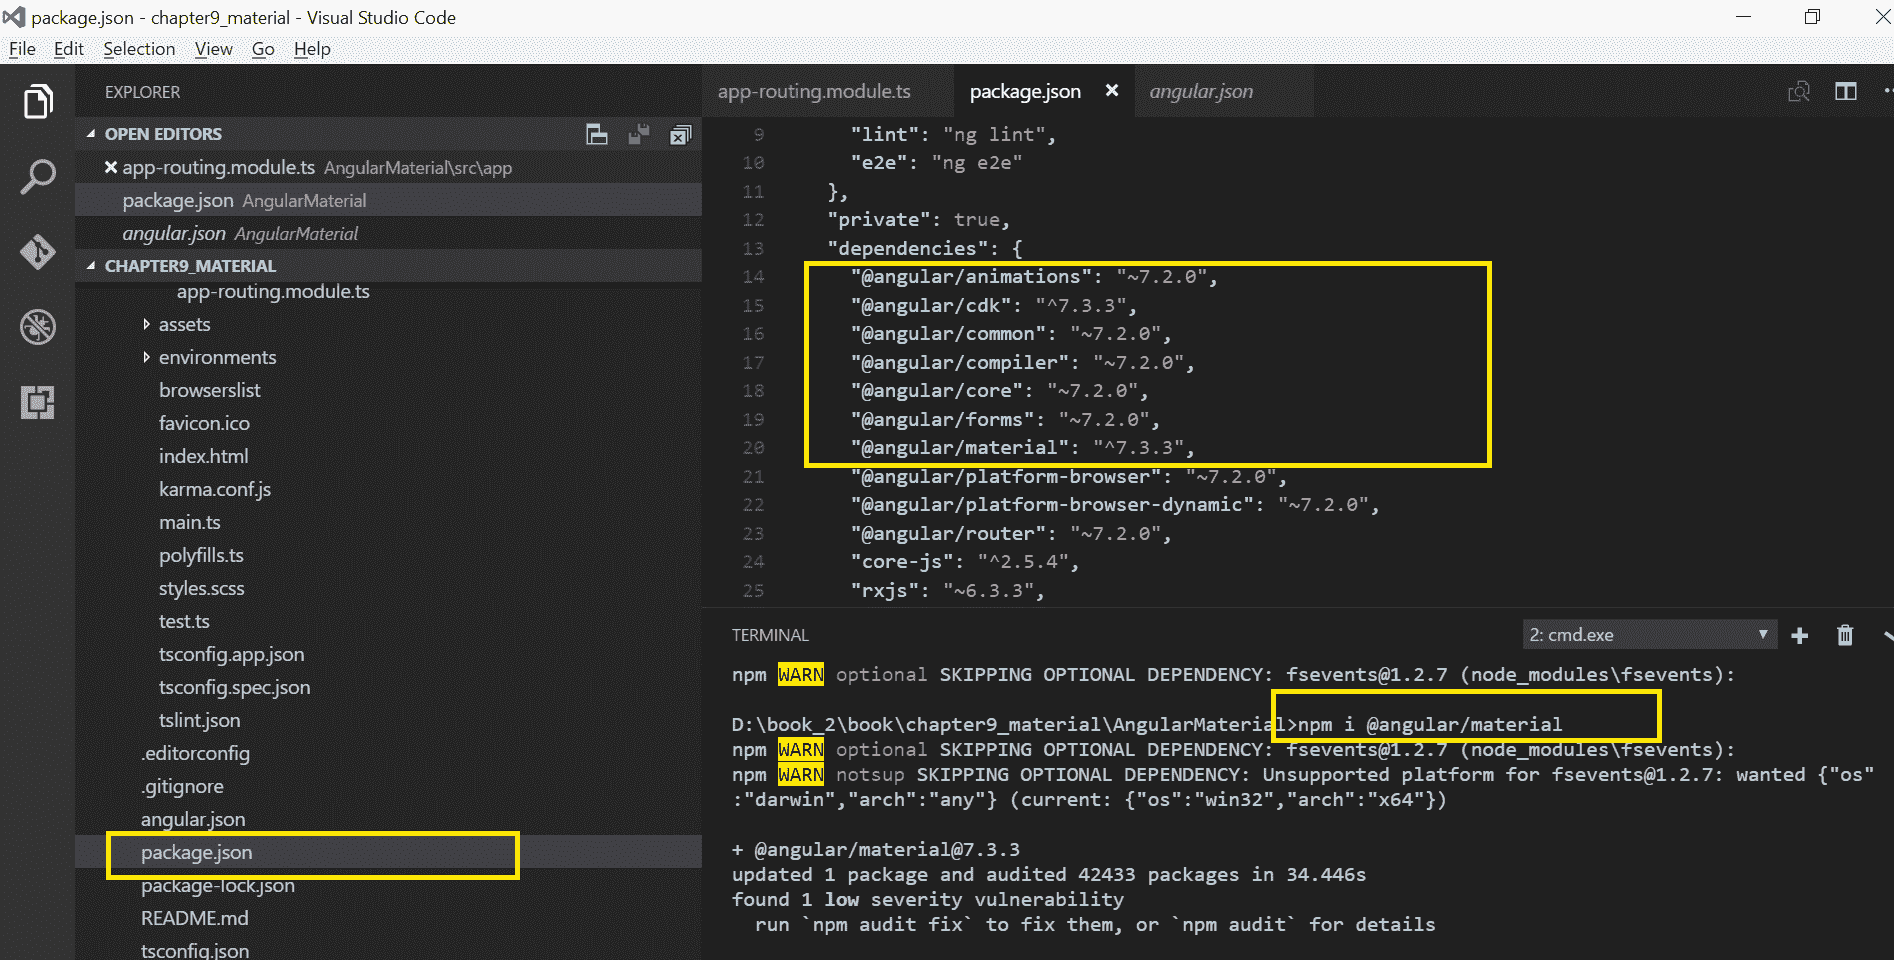 package.json - chapter9_material - Visual Studio Code
File Edit Selection View Go Help
EXPLORER
OPEN EDITORS
app-routing.module.ts AngularMaterial\src\app
package.json AngularMaterial
angular.json AngularMaterial
CHAPTER9_MATERIAL
app-routing.module.ts
assets
environments
browserslist
favicon.ico
index.html
karma.conf.js
main.ts
polyfills.ts
styles.scss
test.ts
tsconfig.app.json
tsconfig.spec.json
tslint.json
.editorconfig
.gitignore
angular.json
package.json
package-lock.json
README.md
tsconfig.json
app-routing.module.ts package.json angular.json
9 "lint": "ng lint",
10 "e2e": "ng e2e"
11 },
12 "private": true,
13 "dependencies": {
14 "@angular/animations": "~7.2.0",
15 "@angular/cdk": "^7.3.3",
16 "@angular/common": "~7.2.0",
17 "@angular/compiler": "~7.2.0",
18 "@angular/core": "~7.2.0",
19 "@angular/forms": "~7.2.0",
20 "@angular/material": "^7.3.3",
21 "@angular/platform-browser": "~7.2.0",
22 "@angular/platform-browser-dynamic": "~7.2.0",
23 "@angular/router": "~7.2.0",
24 "core-js": "^2.5.4",
25 "rxjs": "~6.3.3",
TERMINAL
2: cmd.exe
npm WARN optional SKIPPING OPTIONAL DEPENDENCY: fsevents@1.2.7 (node_modules\fsevents):
D:\book_2\book\chapter9_material\AngularMaterial>npm i @angular/material
npm WARN optional SKIPPING OPTIONAL DEPENDENCY: fsevents@1.2.7 (node_modules\fsevents):
npm WARN notsup SKIPPING OPTIONAL DEPENDENCY: Unsupported platform for fsevents@1.2.7: wanted {"os"
:"darwin","arch":"any"} (current: {"os":"win32","arch":"x64"})
+ @angular/material@7.3.3
updated 1 package and audited 42433 packages in 34.446s
found 1 low severity vulnerability
run `npm audit fix` to fix them, or `npm audit` for details